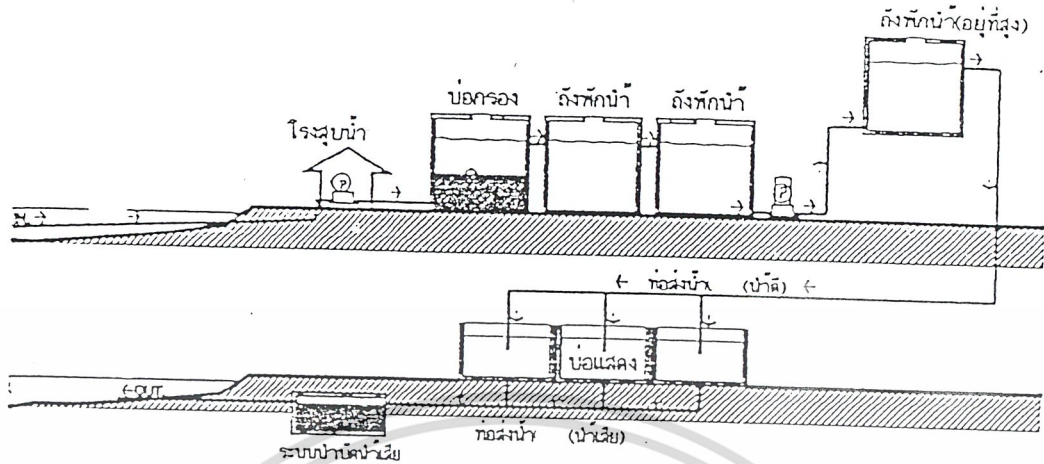 ถังพักน้ำ(อยู่ที่สูง)
บ่อกรอง
ถังพักน้ำ
ถังพักน้ำ
โรงสูบน้ำ
P
P
IN
ท่อส่งน้ำ (น้ำดี)
บ่อแสดง
OUT
ท่อส่งน้ำ (น้ำเสีย)
ระบบบำบัดน้ำเสีย